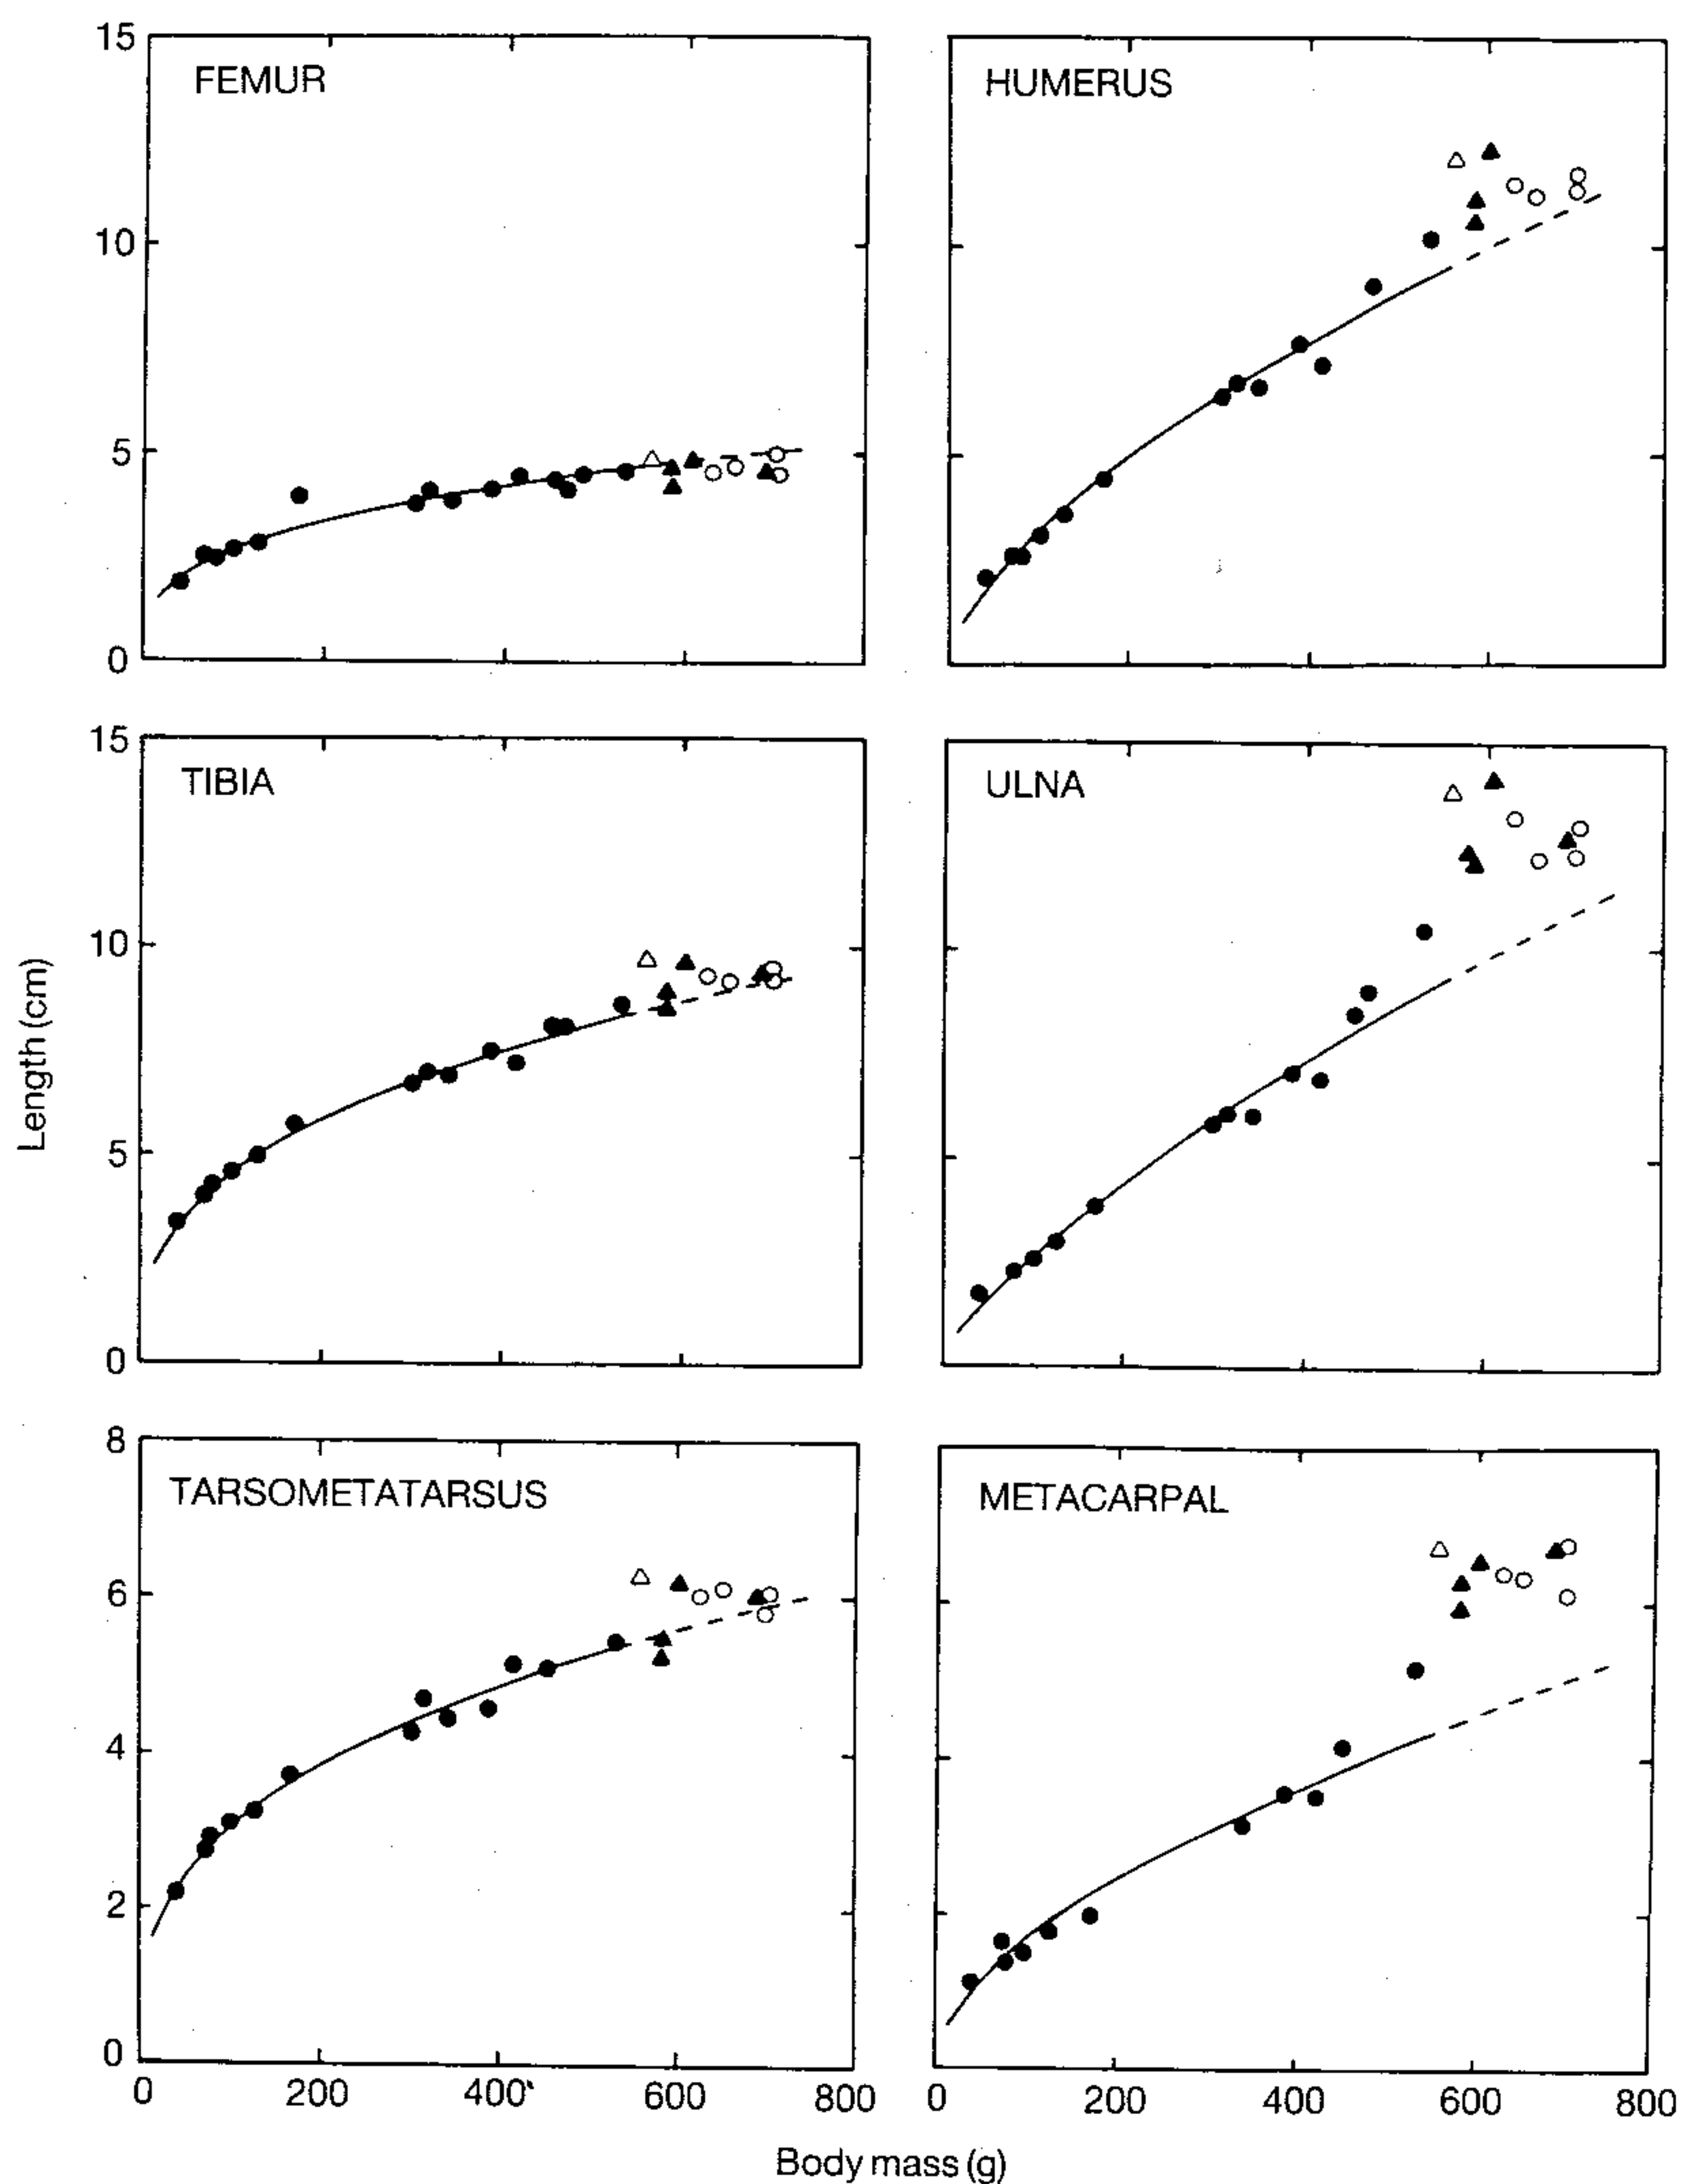 15
FEMUR
HUMERUS
10
5
0
15
TIBIA
ULNA
10
5
0
8
TARSOMETATARSUS
METACARPAL
6
4
2
0
0 200 400 600 800
0 200 400 600 800
Length (cm)
Body mass (g)